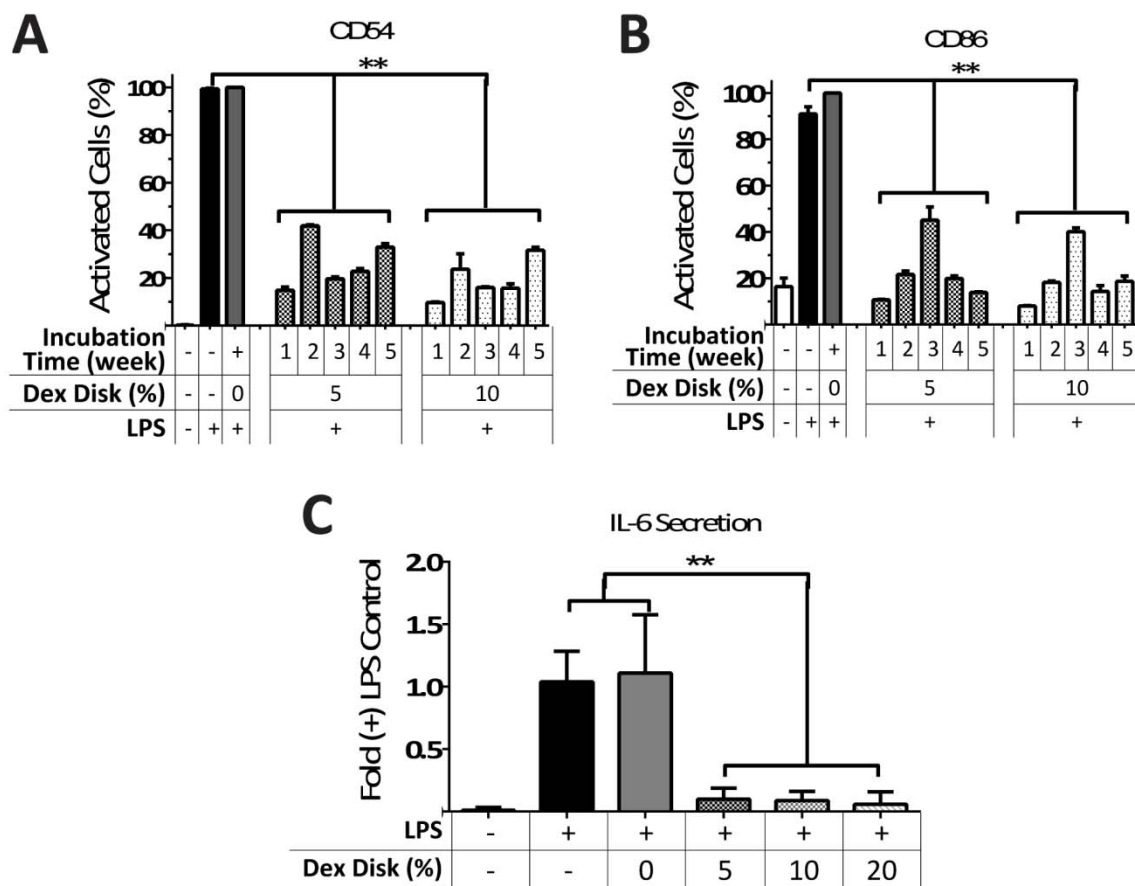 A
CD54
**
Activated Cells (%)
100
80
60
40
20
Incubation
Time (week) - - + 1 2 3 4 5 1 2 3 4 5
Dex Disk (%) - - 0 5 10
LPS - + + + +
B
CD86
**
Activated Cells (%)
100
80
60
40
20
Incubation
Time (week) - - + 1 2 3 4 5 1 2 3 4 5
Dex Disk (%) - - 0 5 10
LPS - + + + +
C
IL-6 Secretion
**
Fold (+) LPS Control
2.0
1.5
1.0
0.5
LPS - + + + + +
Dex Disk (%) - - 0 5 10 20